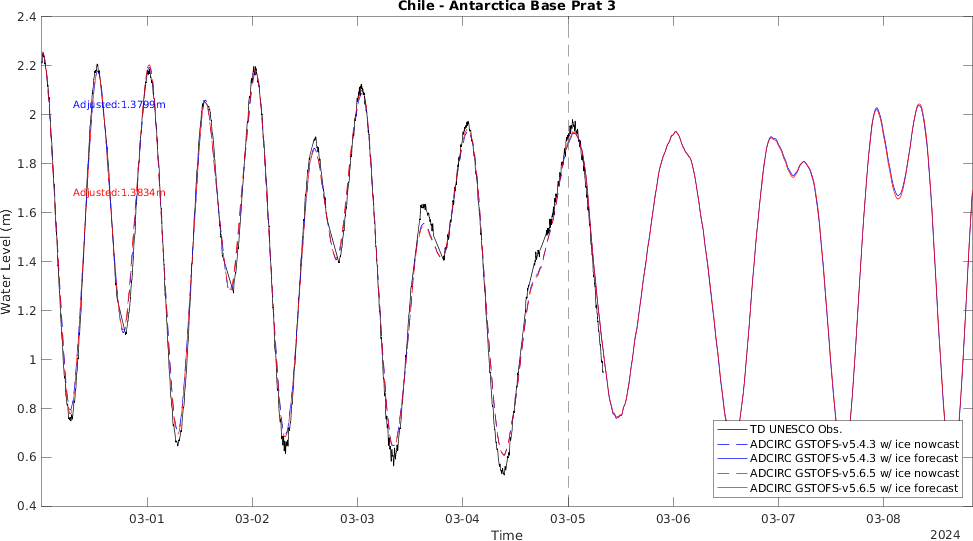 Chile - Antarctica Base Prat 3
2.4
2.2
2
1.8
1.6
1.4
1.2
1
0.8
0.6
0.4
Water Level (m)
Adjusted:1.3799m
Adjusted:1.3834m
TD UNESCO Obs.
ADCIRC GSTOFS-v5.4.3 w/ ice nowcast
ADCIRC GSTOFS-v5.4.3 w/ ice forecast
ADCIRC GSTOFS-v5.6.5 w/ ice nowcast
ADCIRC GSTOFS-v5.6.5 w/ ice forecast
03-01 03-02 03-03 03-04 03-05 03-06 03-07 03-08
Time
2024